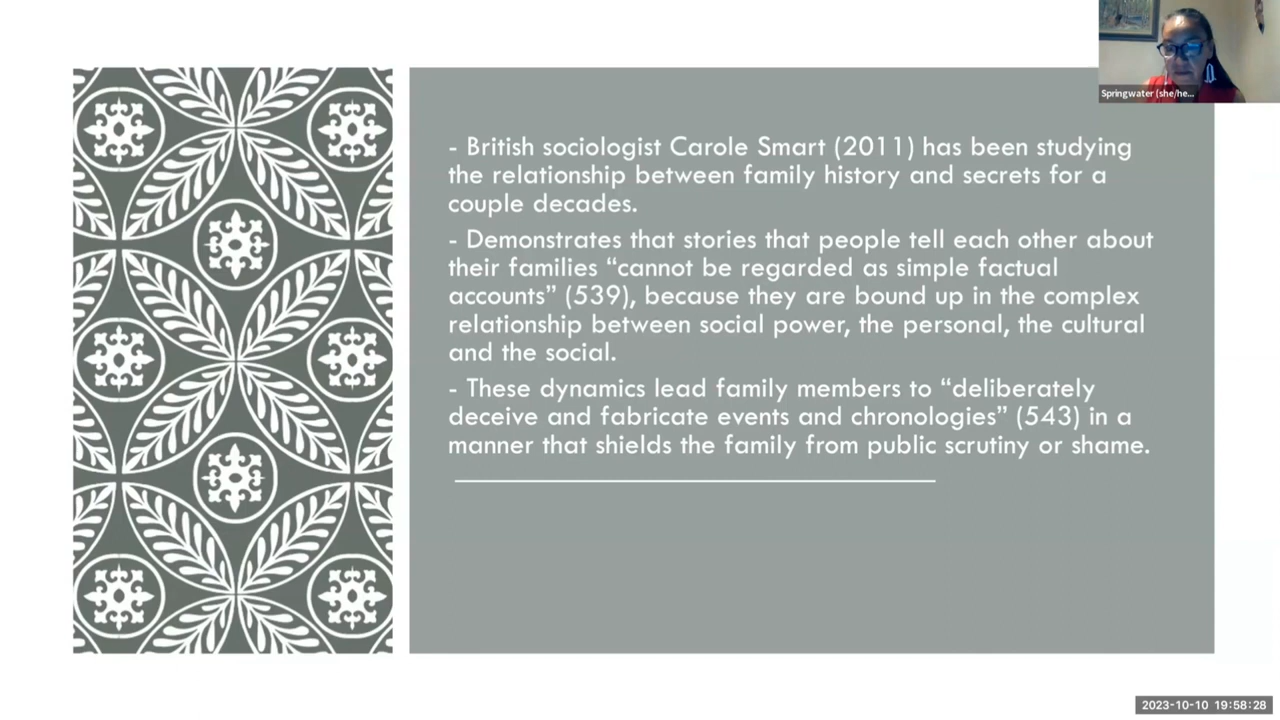 Springwater (she/he...
- British sociologist Carole Smart (2011) has been studying
the relationship between family history and secrets for a
couple decades.
- Demonstrates that stories that people tell each other about
their families “cannot be regarded as simple factual
accounts” (539), because they are bound up in the complex
relationship between social power, the personal, the cultural
and the social.
- These dynamics lead family members to “deliberately
deceive and fabricate events and chronologies” (543) in a
manner that shields the family from public scrutiny or shame.
2023-10-10 19:58:28